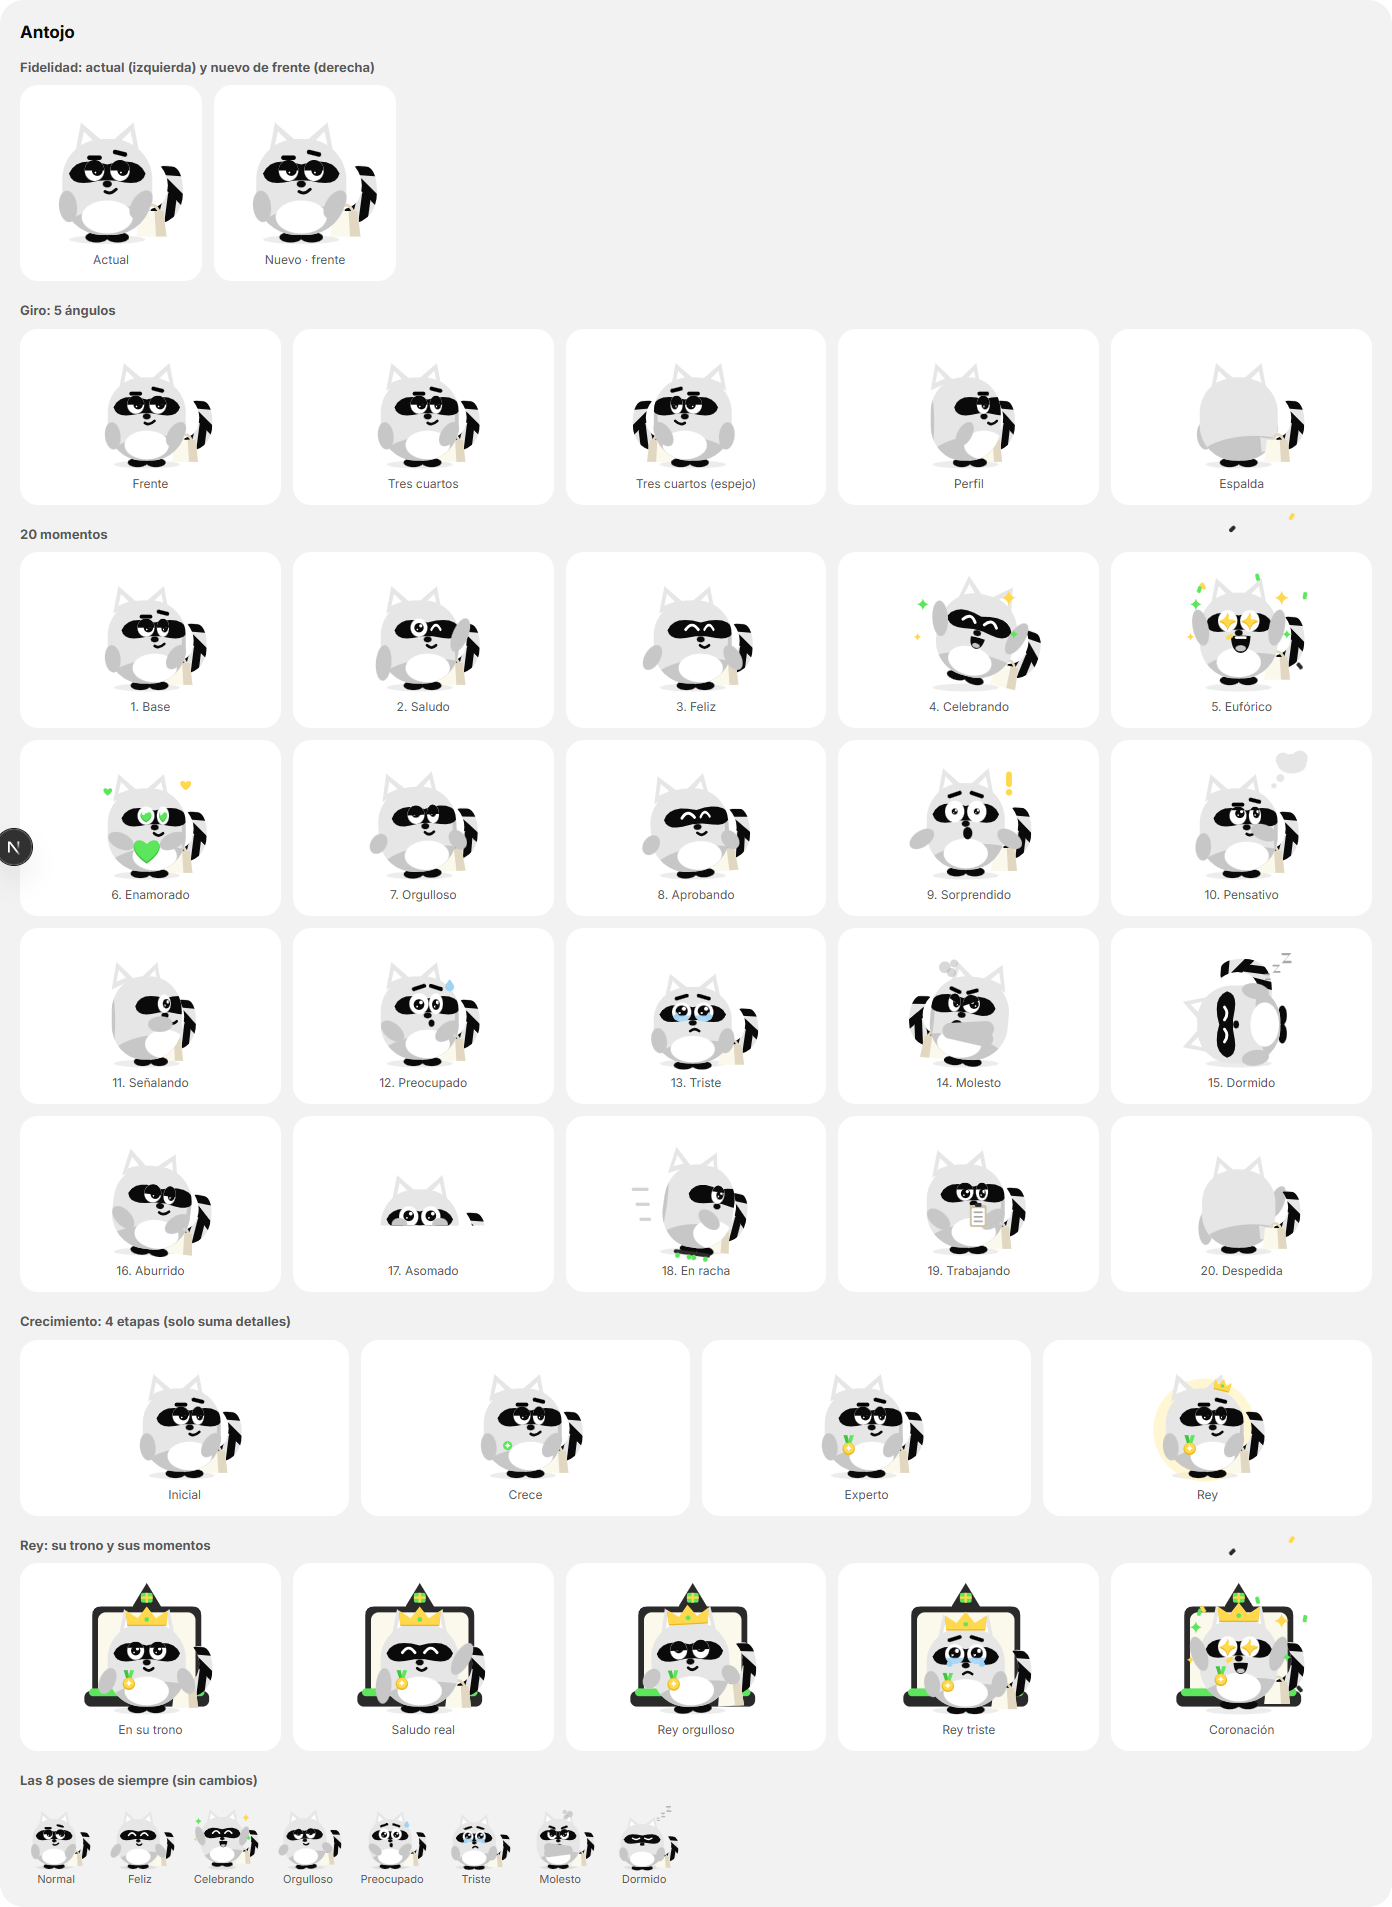 Antojo
Fidelidad: actual (izquierda) y nuevo de frente (derecha)
Actual
Nuevo · frente
Giro: 5 ángulos
Frente
Tres cuartos
Tres cuartos (espejo)
Perfil
Espalda
20 momentos
1. Base
2. Saludo
3. Feliz
4. Celebrando
5. Eufórico
6. Enamorado
7. Orgulloso
8. Aprobando
9. Sorprendido
10. Pensativo
N
11. Señalando
12. Preocupado
13. Triste
14. Molesto
z z Z
15. Dormido
16. Aburrido
17. Asomado
18. En racha
19. Trabajando
20. Despedida
Crecimiento: 4 etapas (solo suma detalles)
Inicial
Crece
Experto
Rey
Rey: su trono y sus momentos
En su trono
Saludo real
Rey orgulloso
Rey triste
Coronación
Las 8 poses de siempre (sin cambios)
Normal
Feliz
Celebrando
Orgulloso
Preocupado
Triste
Molesto
Dormido